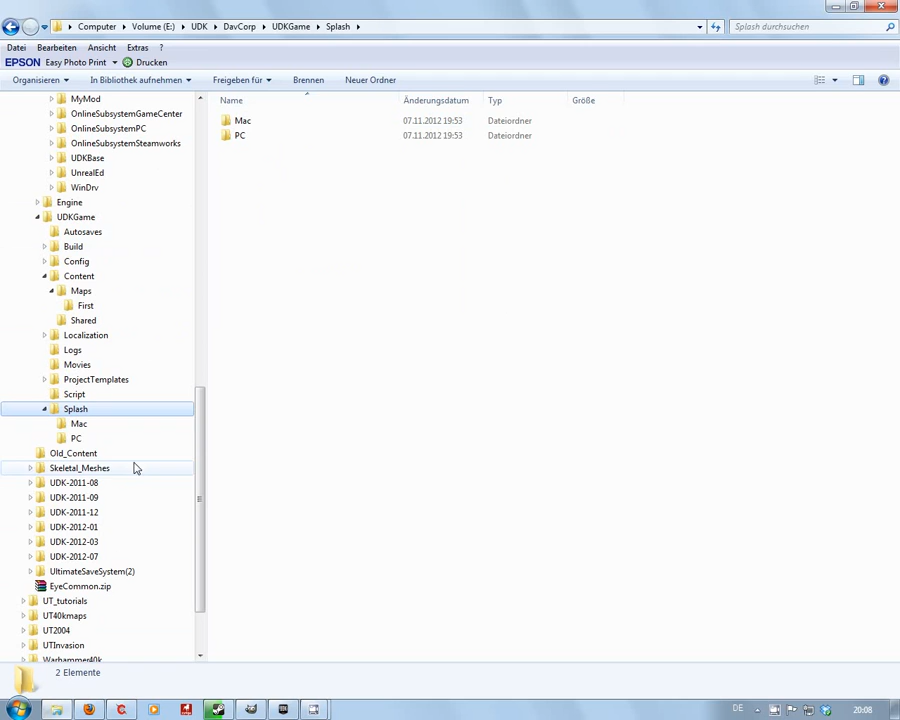 Computer ▸ Volume (E:) ▸ UDK ▸ DavCorp ▸ UDKGame ▸ Splash ▸
Splash durchsuchen
Datei Bearbeiten Ansicht Extras ?
EPSON Easy Photo Print Drucken
Organisieren In Bibliothek aufnehmen Freigeben für Brennen Neuer Ordner
Name Änderungsdatum Typ Größe
Mac 07.11.2012 19:53 Dateiordner
PC 07.11.2012 19:53 Dateiordner
MyMod
OnlineSubsystemGameCenter
OnlineSubsystemPC
OnlineSubsystemSteamworks
UDKBase
UnrealEd
WinDrv
Engine
UDKGame
Autosaves
Build
Config
Content
Maps
First
Shared
Localization
Logs
Movies
ProjectTemplates
Script
Splash
Mac
PC
Old_Content
Skeletal_Meshes
UDK-2011-08
UDK-2011-09
UDK-2011-12
UDK-2012-01
UDK-2012-03
UDK-2012-07
UltimateSaveSystem(2)
EyeCommon.zip
UT_tutorials
UT40kmaps
UT2004
UTInvasion
Warhammer40k
2 Elemente
DE 20:08